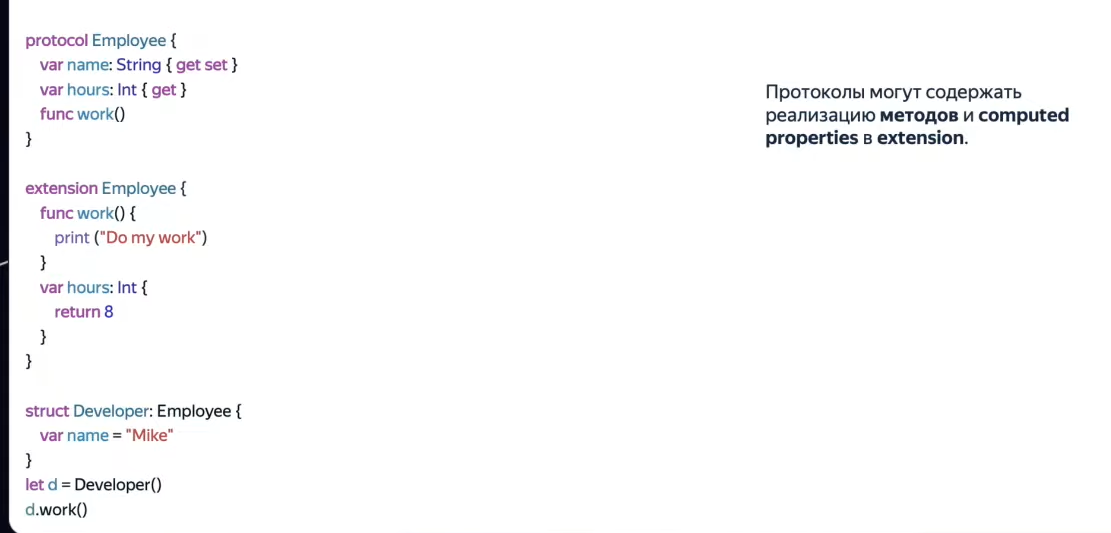 protocol Employee {
var name: String { get set }
var hours: Int { get }
func work()
}
extension Employee {
func work() {
print ("Do my work")
}
var hours: Int {
return 8
}
}
struct Developer: Employee {
var name = "Mike"
}
let d = Developer()
d.work()
Протоколы могут содержать
реализацию методов и computed
properties в extension.